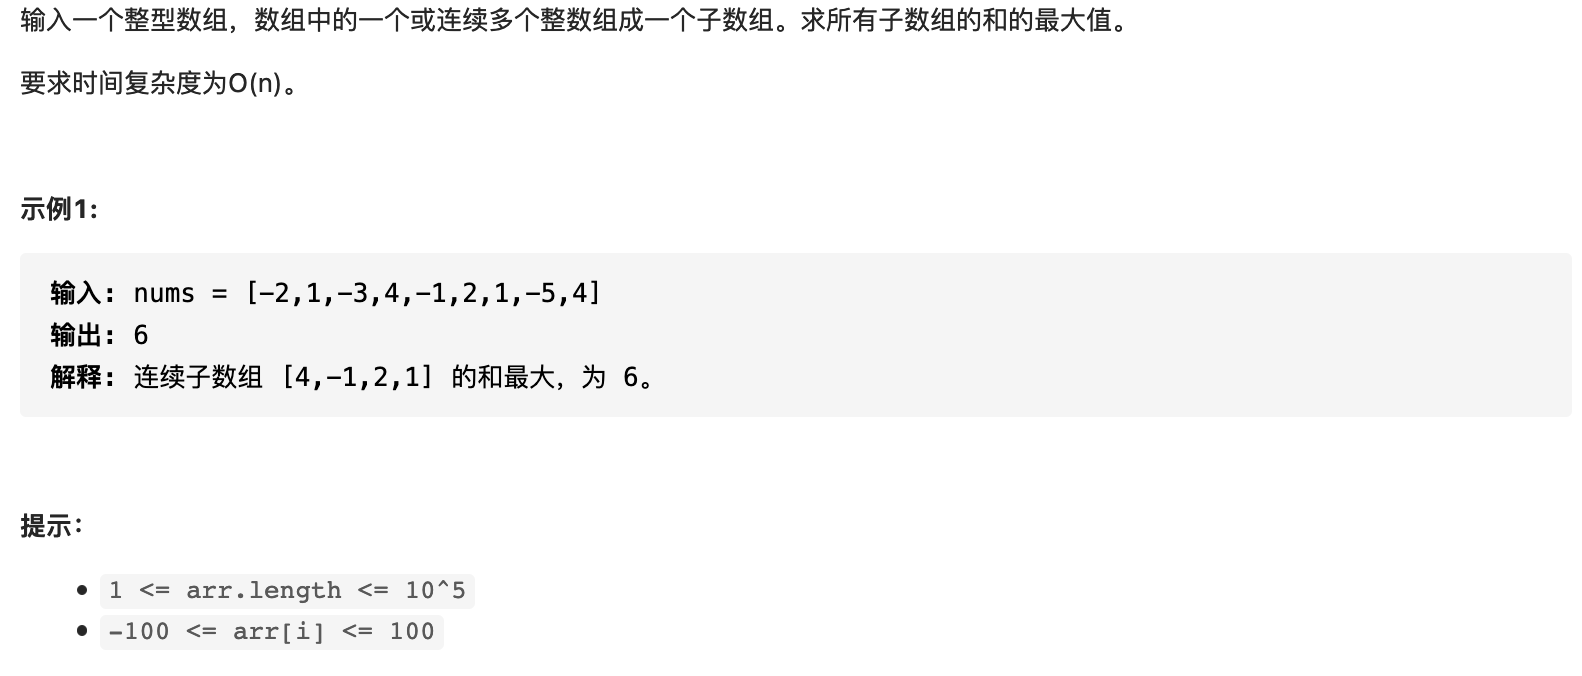 输入一个整型数组，数组中的一个或连续多个整数组成一个子数组。求所有子数组的和的最大值。
要求时间复杂度为O(n)。
示例1:
输入: nums = [-2,1,-3,4,-1,2,1,-5,4]
输出: 6
解释: 连续子数组 [4,-1,2,1] 的和最大，为 6。
提示：
• 1 <= arr.length <= 10^5
• -100 <= arr[i] <= 100